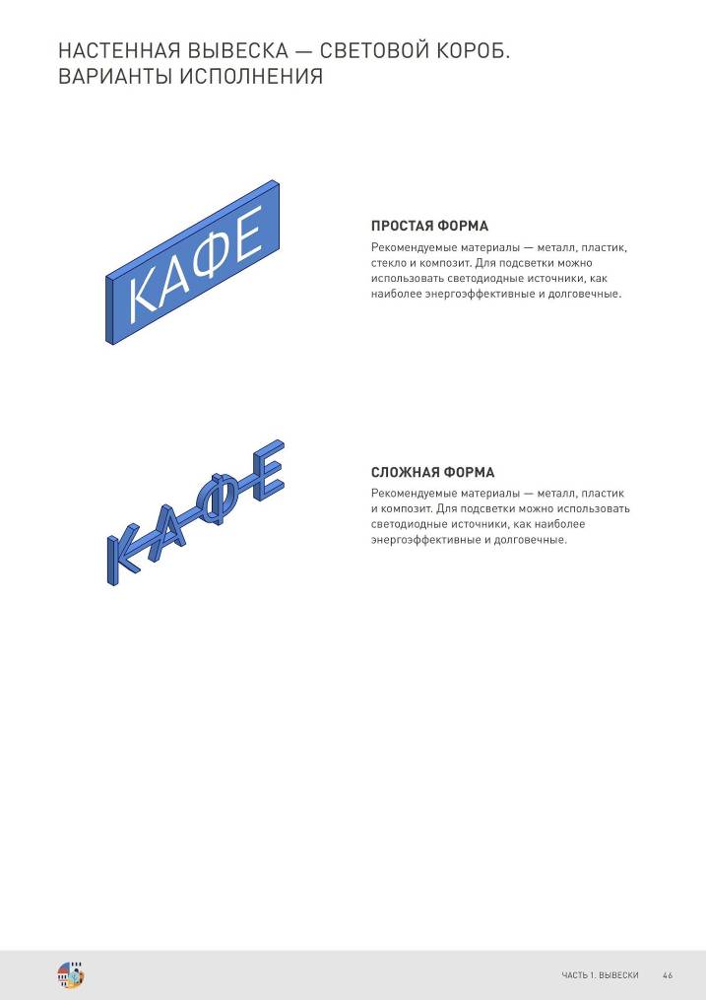 НАСТЕННАЯ ВЫВЕСКА — СВЕТОВОЙ КОРОБ.
ВАРИАНТЫ ИСПОЛНЕНИЯ
КАФЕ
ПРОСТАЯ ФОРМА
Рекомендуемые материалы — металл, пластик,
стекло и композит. Для подсветки можно
использовать светодиодные источники, как
наиболее энергоэффективные и долговечные.
КАФЕ
СЛОЖНАЯ ФОРМА
Рекомендуемые материалы — металл, пластик
и композит. Для подсветки можно использовать
светодиодные источники, как наиболее
энергоэффективные и долговечные.
ЧАСТЬ 1. ВЫВЕСКИ 46